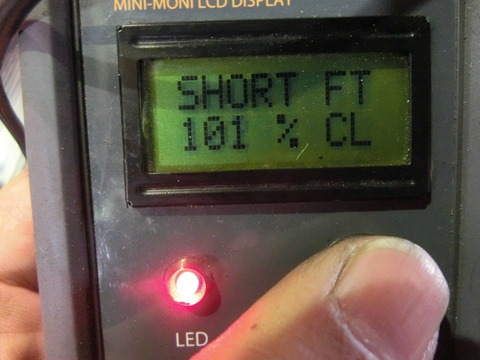 MINI-MONI LCD DISPLAY
SHORT FT
101 % CL
LED